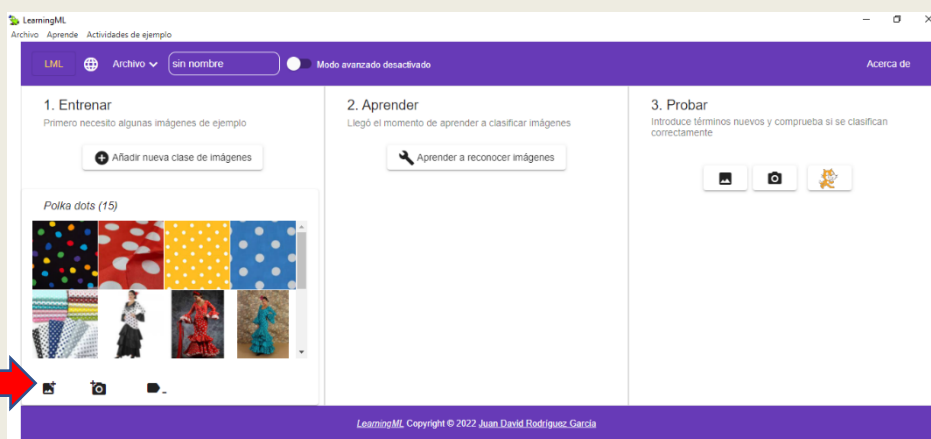 LearningML
Archivo Aprende Actividades de ejemplo
LML Archivo sin nombre Modo avanzado desactivado Acerca de
1. Entrenar
Primero necesito algunas imágenes de ejemplo
Añadir nueva clase de imágenes
Polka dots (15)
2. Aprender
Llegó el momento de aprender a clasificar imágenes
Aprender a reconocer imágenes
3. Probar
Introduce términos nuevos y comprueba si se clasifican
correctamente
LearningML Copyright © 2022 Juan David Rodríguez García